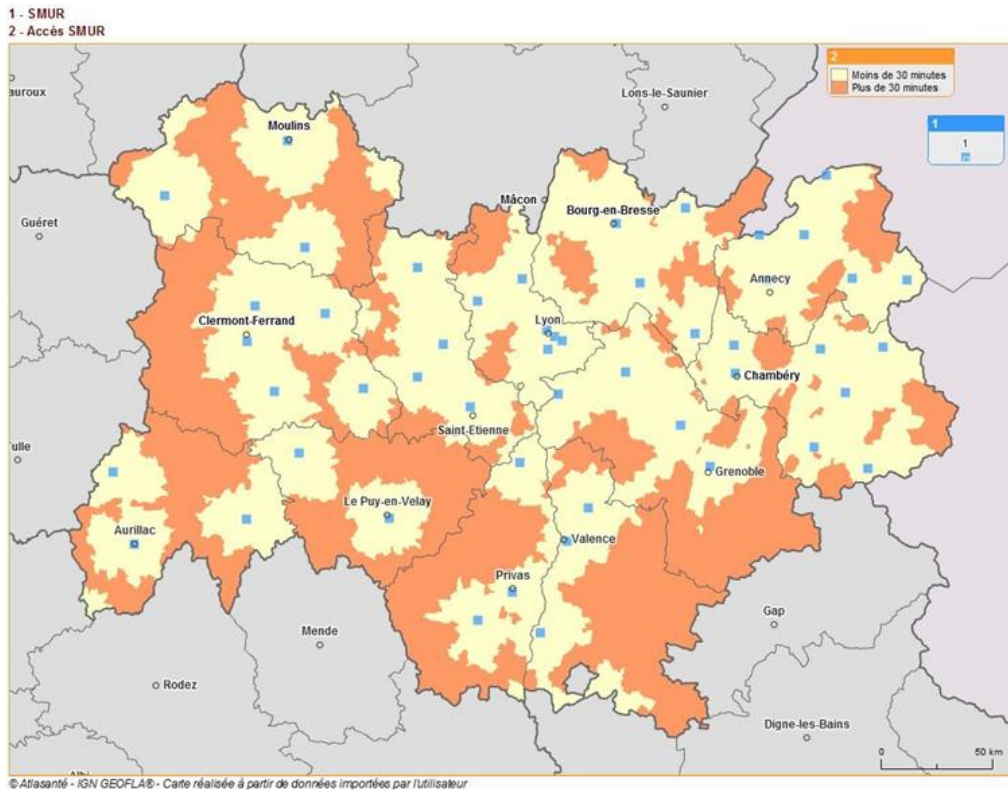 1 - SMUR
2 - Accès SMUR
2
Moins de 30 minutes
Plus de 30 minutes
1
1
Lons-le-Saunier
Moulins
Mâcon
Bourg-en-Bresse
Guéret
Annecy
Clermont-Ferrand
Lyon
Chambéry
Saint-Etienne
Grenoble
Le Puy-en-Velay
Aurillac
Valence
Privas
Gap
Mende
Rodez
Digne-les-Bains
0 50 km
© Atlasanté - IGN GEOFLA® - Carte réalisée à partir de données importées par l'utilisateur